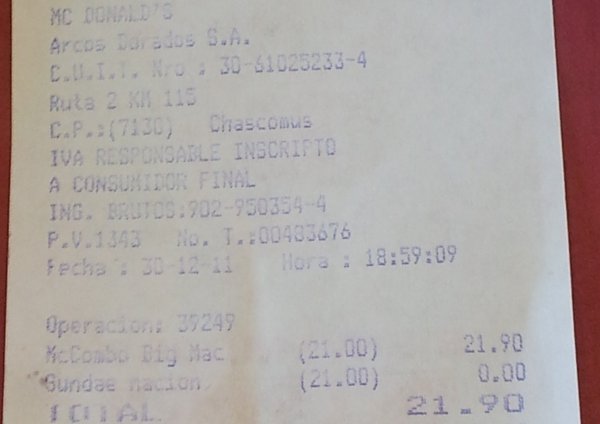 MC DONALD'S
Arcos Dorados S.A.
C.U.I.T. Nro : 30-61025233-4
Ruta 2 KM 115
C.P.:(7130) Chascomus
IVA RESPONSABLE INSCRIPTO
A CONSUMIDOR FINAL
ING. BRUTOS:902-950354-4
P.V.1343 No. T.:00483676
Fecha : 30-12-11 Hora : 18:59:09
Operacion: 39249
McCombo Big Mac (21.00) 21.90
Sundae nacion (21.00) 0.00
TOTAL 21.90